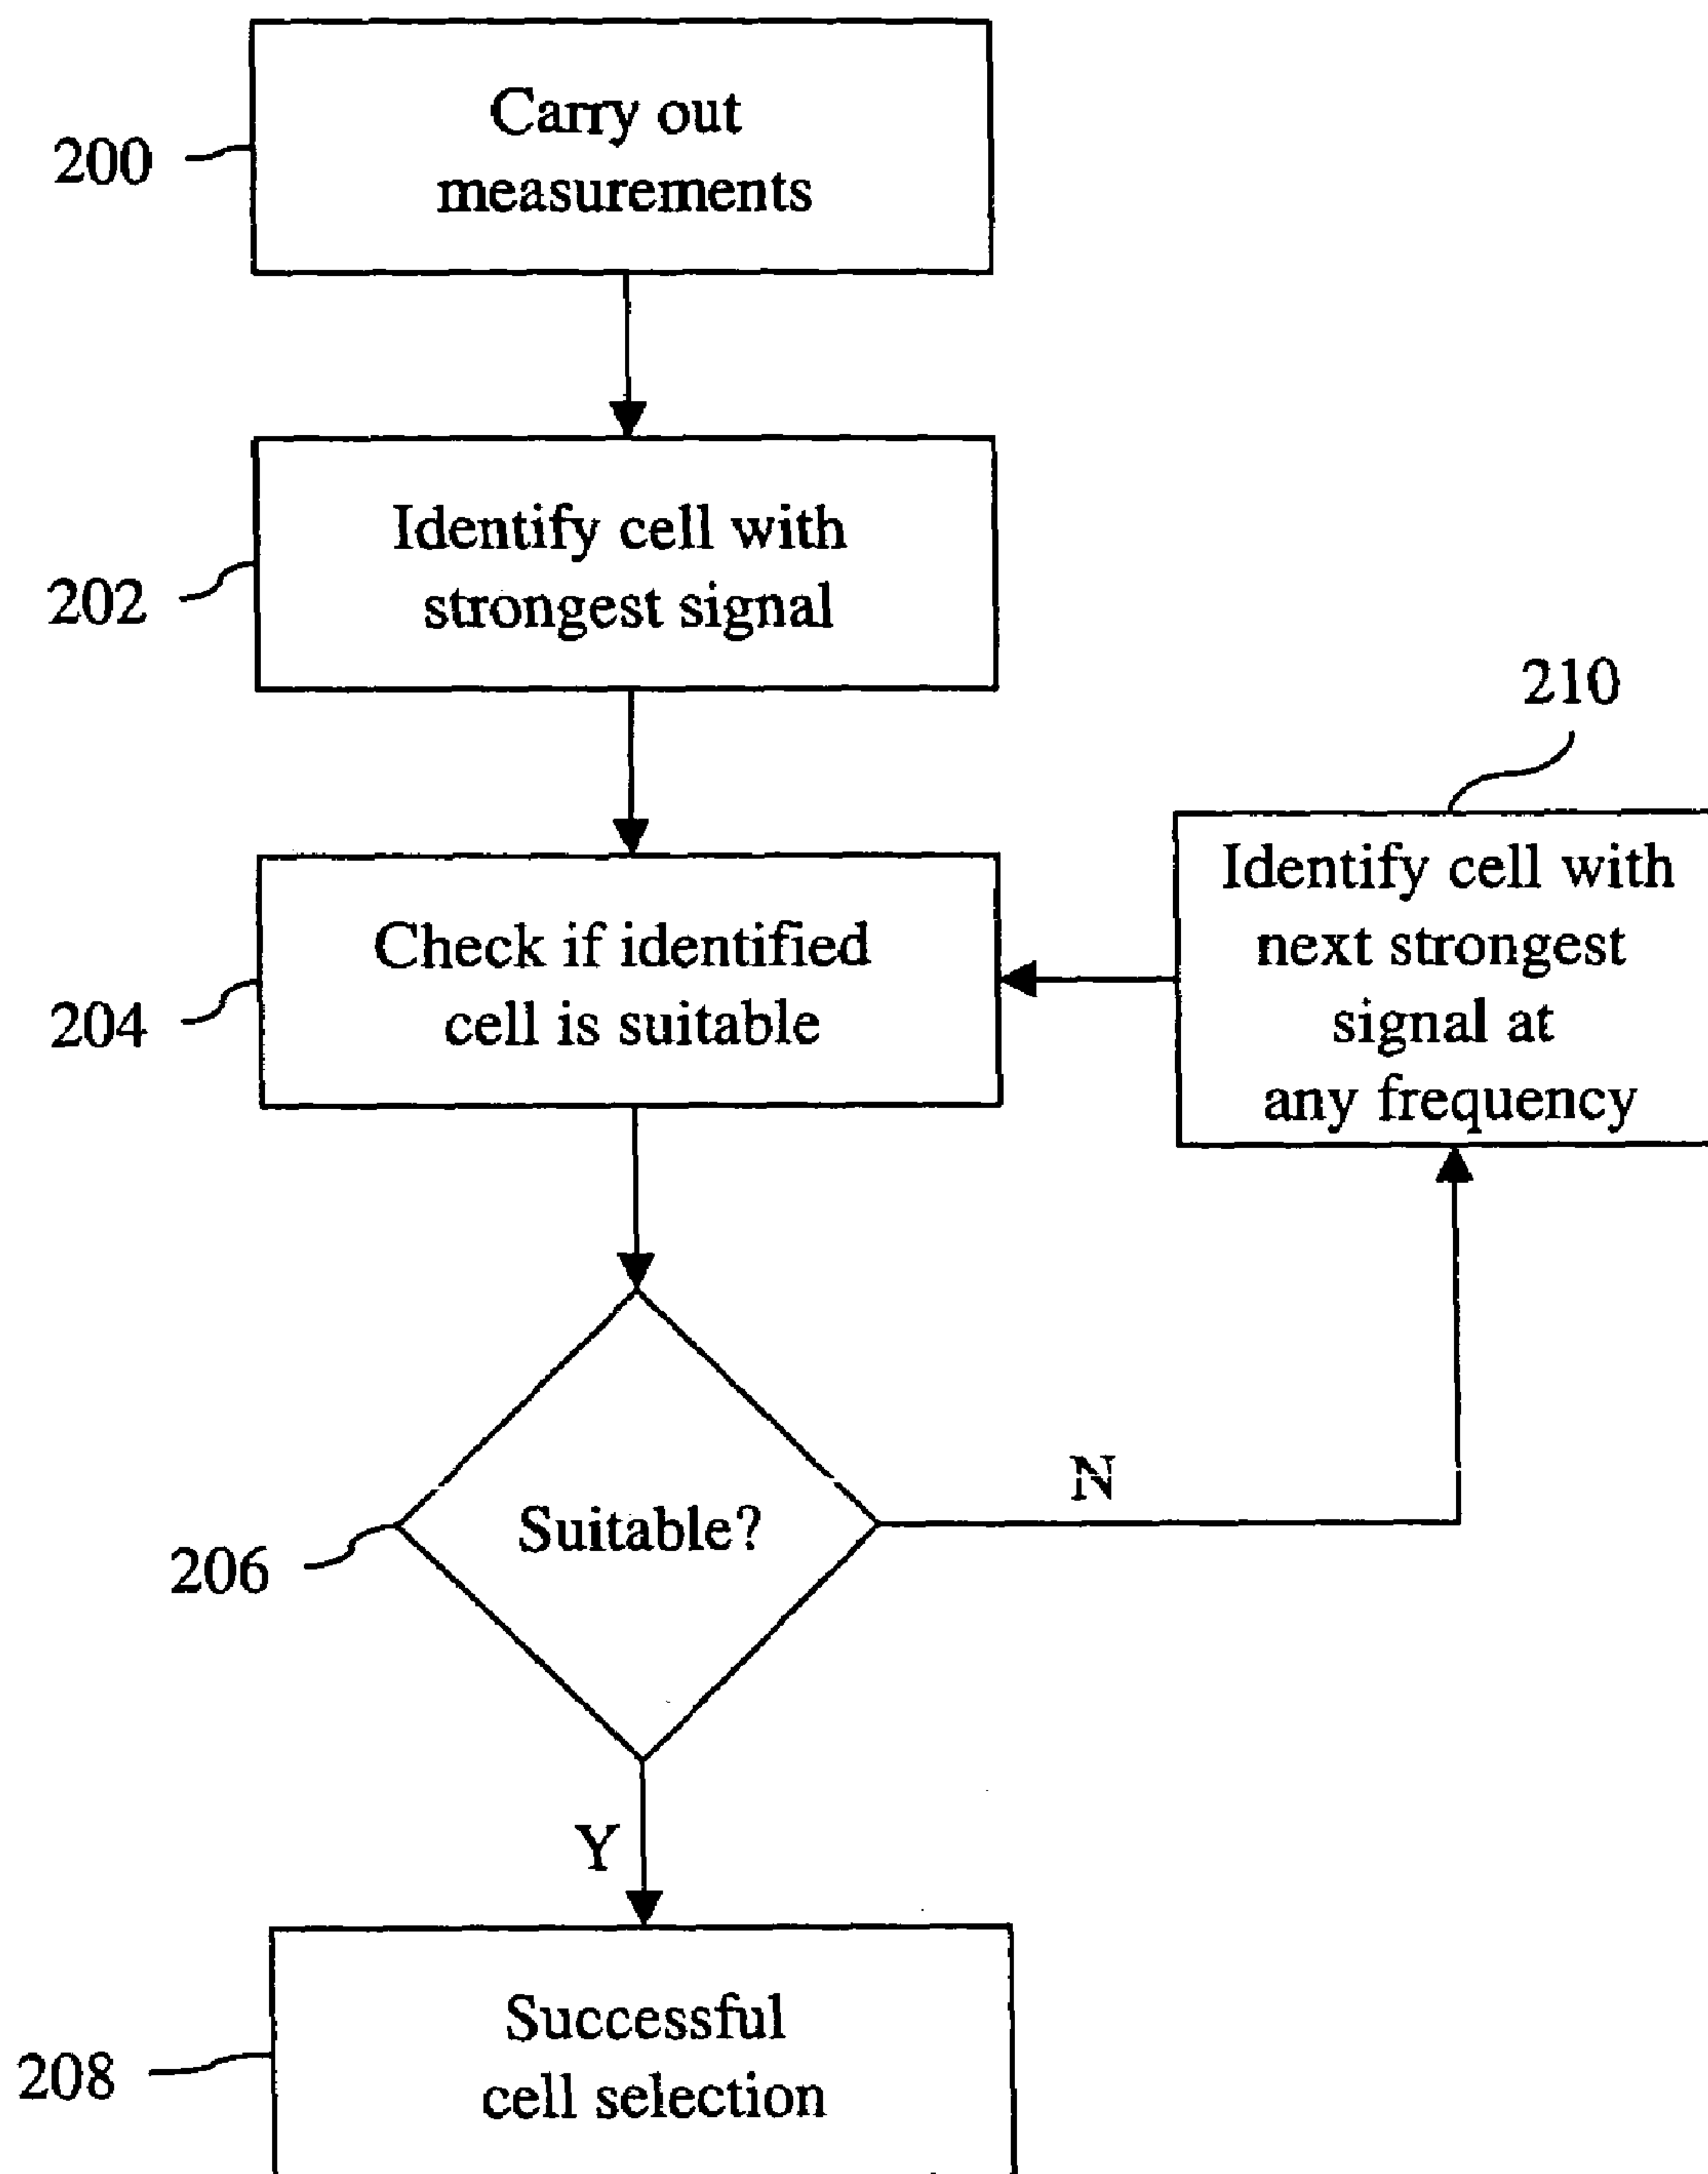 200
Carry out
measurements
202
Identify cell with
strongest signal
210
Identify cell with
next strongest
signal at
any frequency
204
Check if identified
cell is suitable
206
Suitable?
N
Y
208
Successful
cell selection